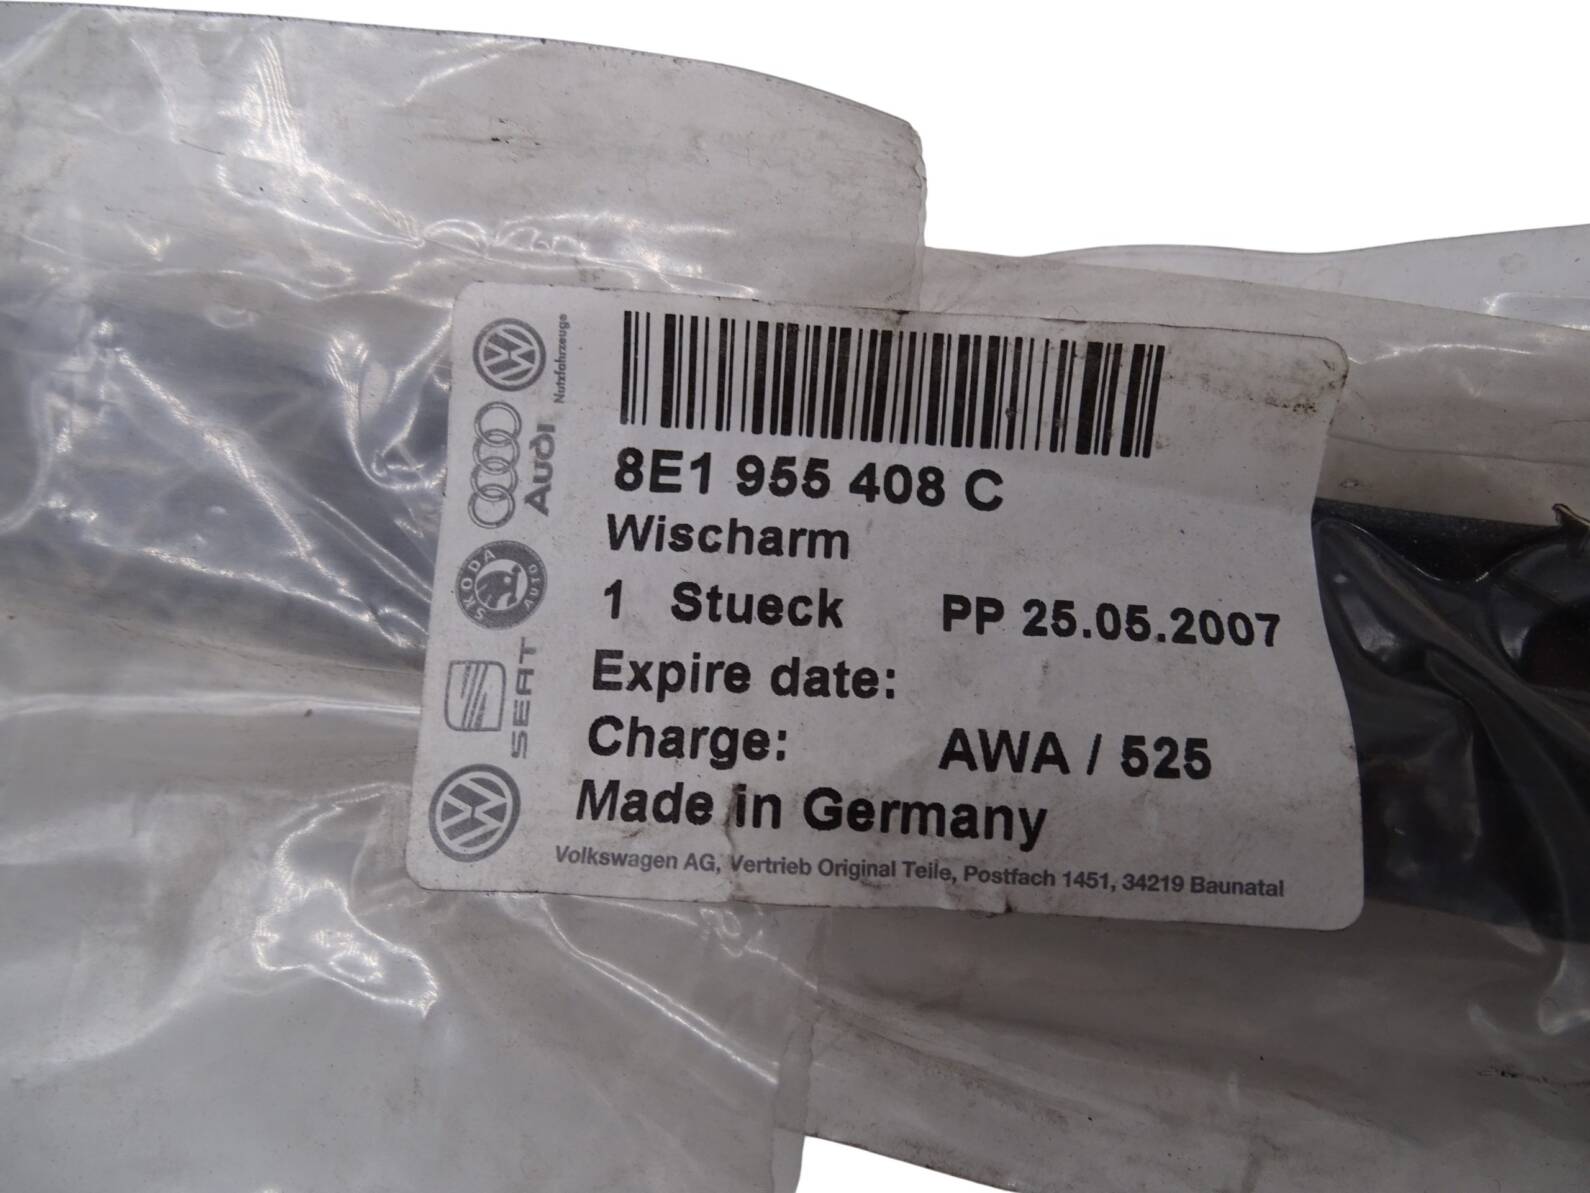 8E1 955 408 C
Wischarm
1 Stueck PP 25.05.2007
Expire date:
Charge: AWA / 525
Made in Germany
Volkswagen AG, Vertrieb Original Teile, Postfach 1451, 34219 Baunatal
Nutzfahrzeuge
Audi
SKODA AUTO
SEAT